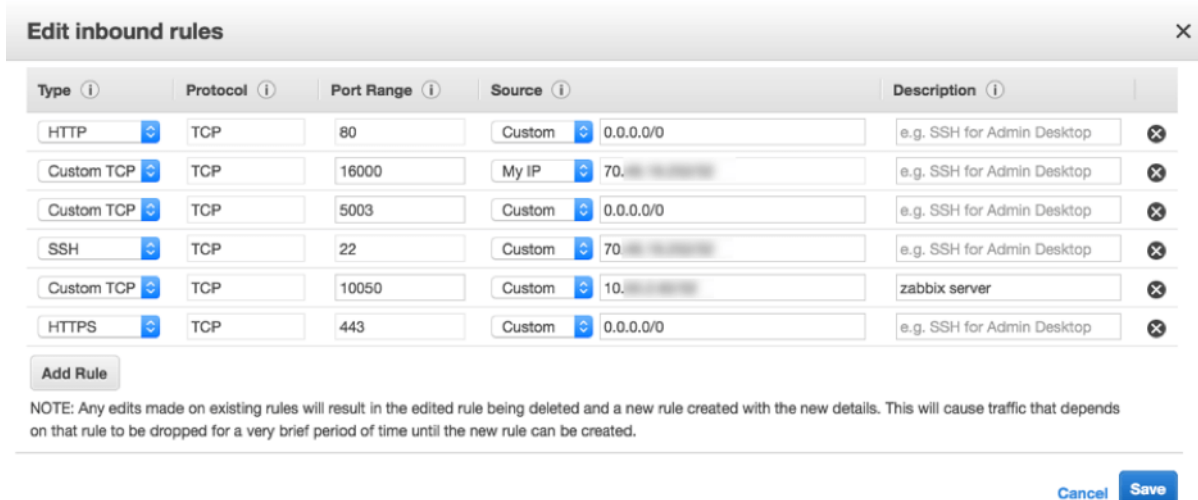 Edit inbound rules
Type Protocol Port Range Source Description
HTTP TCP 80 Custom 0.0.0.0/0 e.g. SSH for Admin Desktop
Custom TCP TCP 16000 My IP 70. e.g. SSH for Admin Desktop
Custom TCP TCP 5003 Custom 0.0.0.0/0 e.g. SSH for Admin Desktop
SSH TCP 22 Custom 70. e.g. SSH for Admin Desktop
Custom TCP TCP 10050 Custom 10. zabbix server
HTTPS TCP 443 Custom 0.0.0.0/0 e.g. SSH for Admin Desktop
Add Rule
NOTE: Any edits made on existing rules will result in the edited rule being deleted and a new rule created with the new details. This will cause traffic that depends
on that rule to be dropped for a very brief period of time until the new rule can be created.
Cancel Save